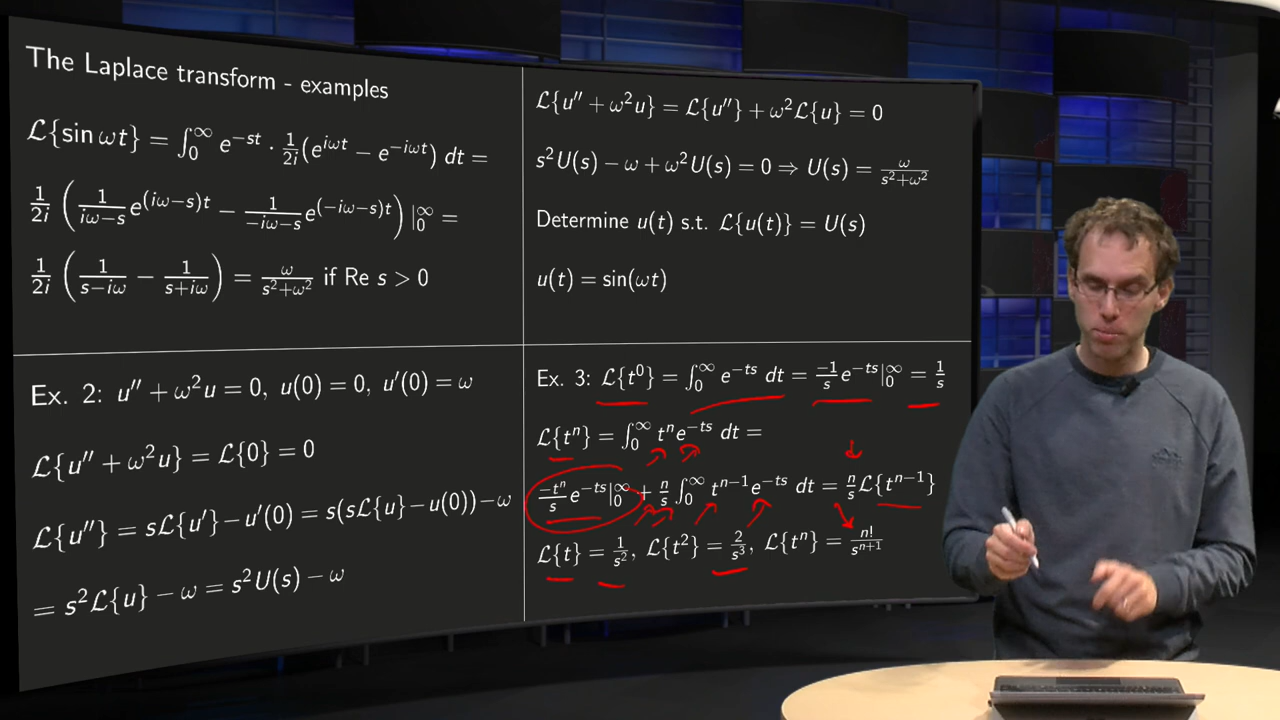 The Laplace transform - examples
ℒ{sin ωt} = ∫₀^∞ e^{−st} · 1/2i (e^{iωt} − e^{−iωt}) dt =
1/2i (1/(iω−s) e^{(iω−s)t} − 1/(−iω−s) e^{(−iω−s)t}) |₀^∞ =
1/2i (1/(s−iω) − 1/(s+iω)) = ω/(s²+ω²) if Re s > 0
ℒ{u″ + ω²u} = ℒ{u″} + ω²ℒ{u} = 0
s²U(s) − ω + ω²U(s) = 0 ⇒ U(s) = ω/(s²+ω²)
Determine u(t) s.t. ℒ{u(t)} = U(s)
u(t) = sin(ωt)
Ex. 2: u″ + ω²u = 0, u(0) = 0, u′(0) = ω
ℒ{u″ + ω²u} = ℒ{0} = 0
ℒ{u″} = sℒ{u′} − u′(0) = s(sℒ{u} − u(0)) − ω
= s²ℒ{u} − ω = s²U(s) − ω
Ex. 3: ℒ{t⁰} = ∫₀^∞ e^{−ts} dt = −1/s e^{−ts}|₀^∞ = 1/s
ℒ{tⁿ} = ∫₀^∞ tⁿe^{−ts} dt =
−tⁿ/s e^{−ts}|₀^∞ + n/s ∫₀^∞ t^{n−1}e^{−ts} dt = n/s ℒ{t^{n−1}}
ℒ{t} = 1/s², ℒ{t²} = 2/s³, ℒ{tⁿ} = n!/s^{n+1}